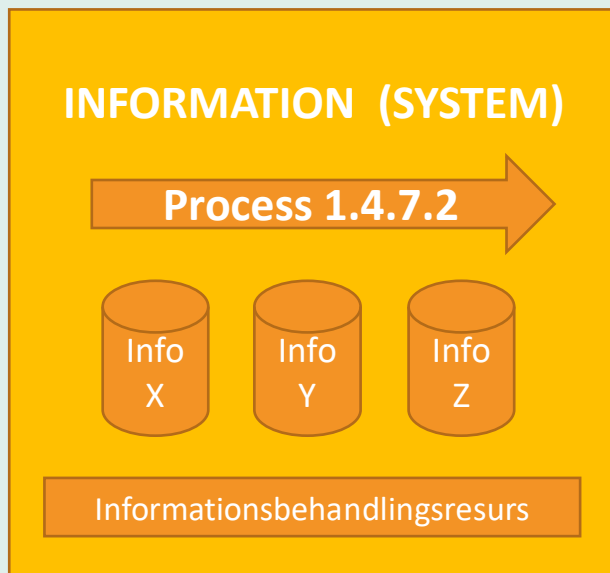 INFORMATION (SYSTEM)
Process 1.4.7.2
Info
X
Info
Y
Info
Z
Informationsbehandlingsresurs